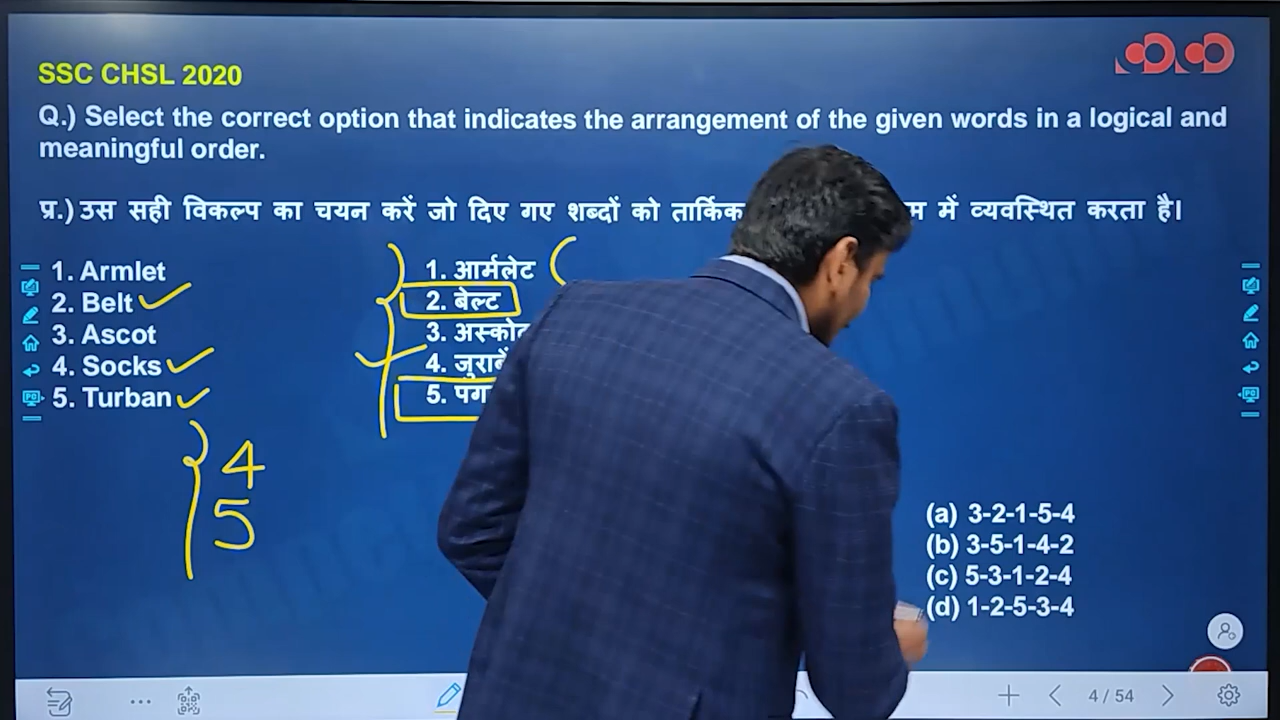 SSC CHSL 2020
Q.) Select the correct option that indicates the arrangement of the given words in a logical and
meaningful order.
प्र.) उस सही विकल्प का चयन करें जो दिए गए शब्दों को तार्किक में व्यवस्थित करता है।
1. Armlet
2. Belt
3. Ascot
4. Socks
5. Turban
1. आर्मलेट
2. बेल्ट
3.
4.
5.
4
5
(a) 3-2-1-5-4
(b) 3-5-1-4-2
(c) 5-3-1-2-4
(d) 1-2-5-3-4
4 / 54